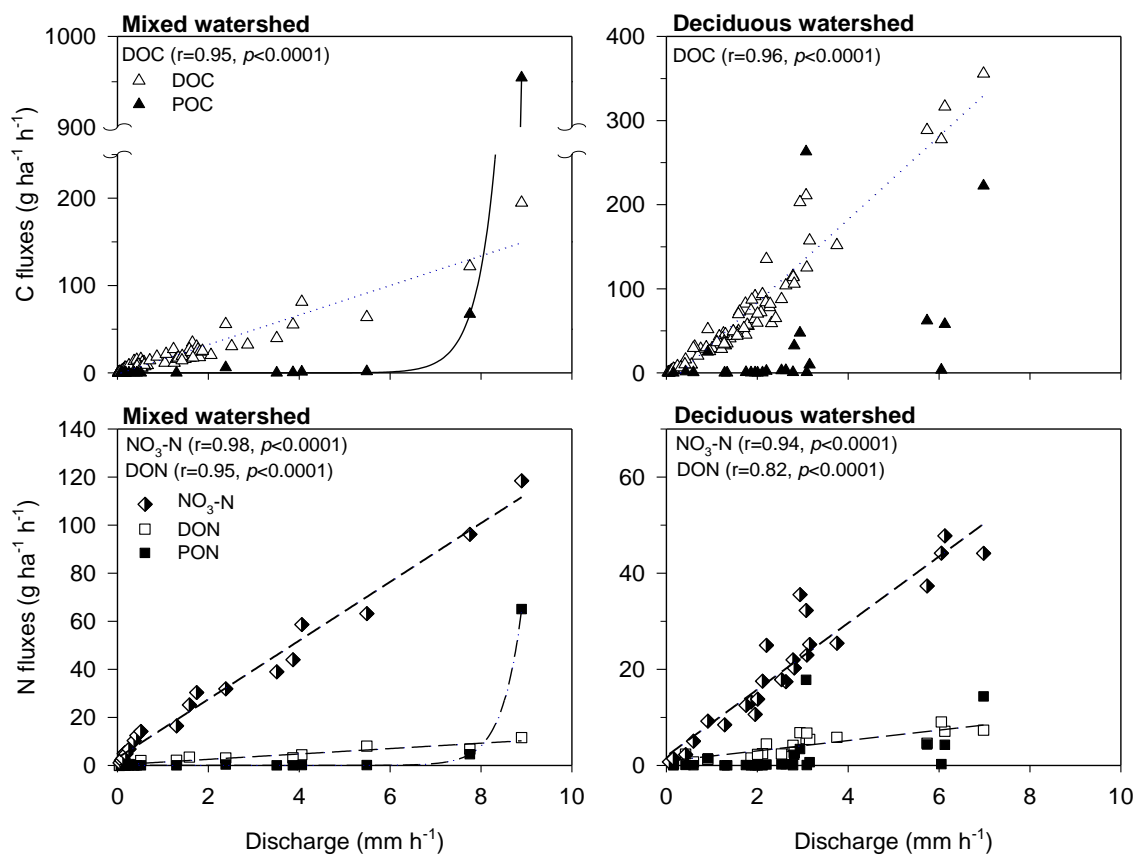 Mixed watershed
DOC (r=0.95, p<0.0001)
DOC
POC
1000
900
200
100
0
C fluxes (g ha⁻¹ h⁻¹)
Deciduous watershed
DOC (r=0.96, p<0.0001)
400
300
200
100
0
Mixed watershed
NO₃-N (r=0.98, p<0.0001)
DON (r=0.95, p<0.0001)
NO₃-N
DON
PON
140
120
100
80
60
40
20
0
N fluxes (g ha⁻¹ h⁻¹)
0 2 4 6 8 10
Discharge (mm h⁻¹)
Deciduous watershed
NO₃-N (r=0.94, p<0.0001)
DON (r=0.82, p<0.0001)
60
40
20
0
0 2 4 6 8 10
Discharge (mm h⁻¹)